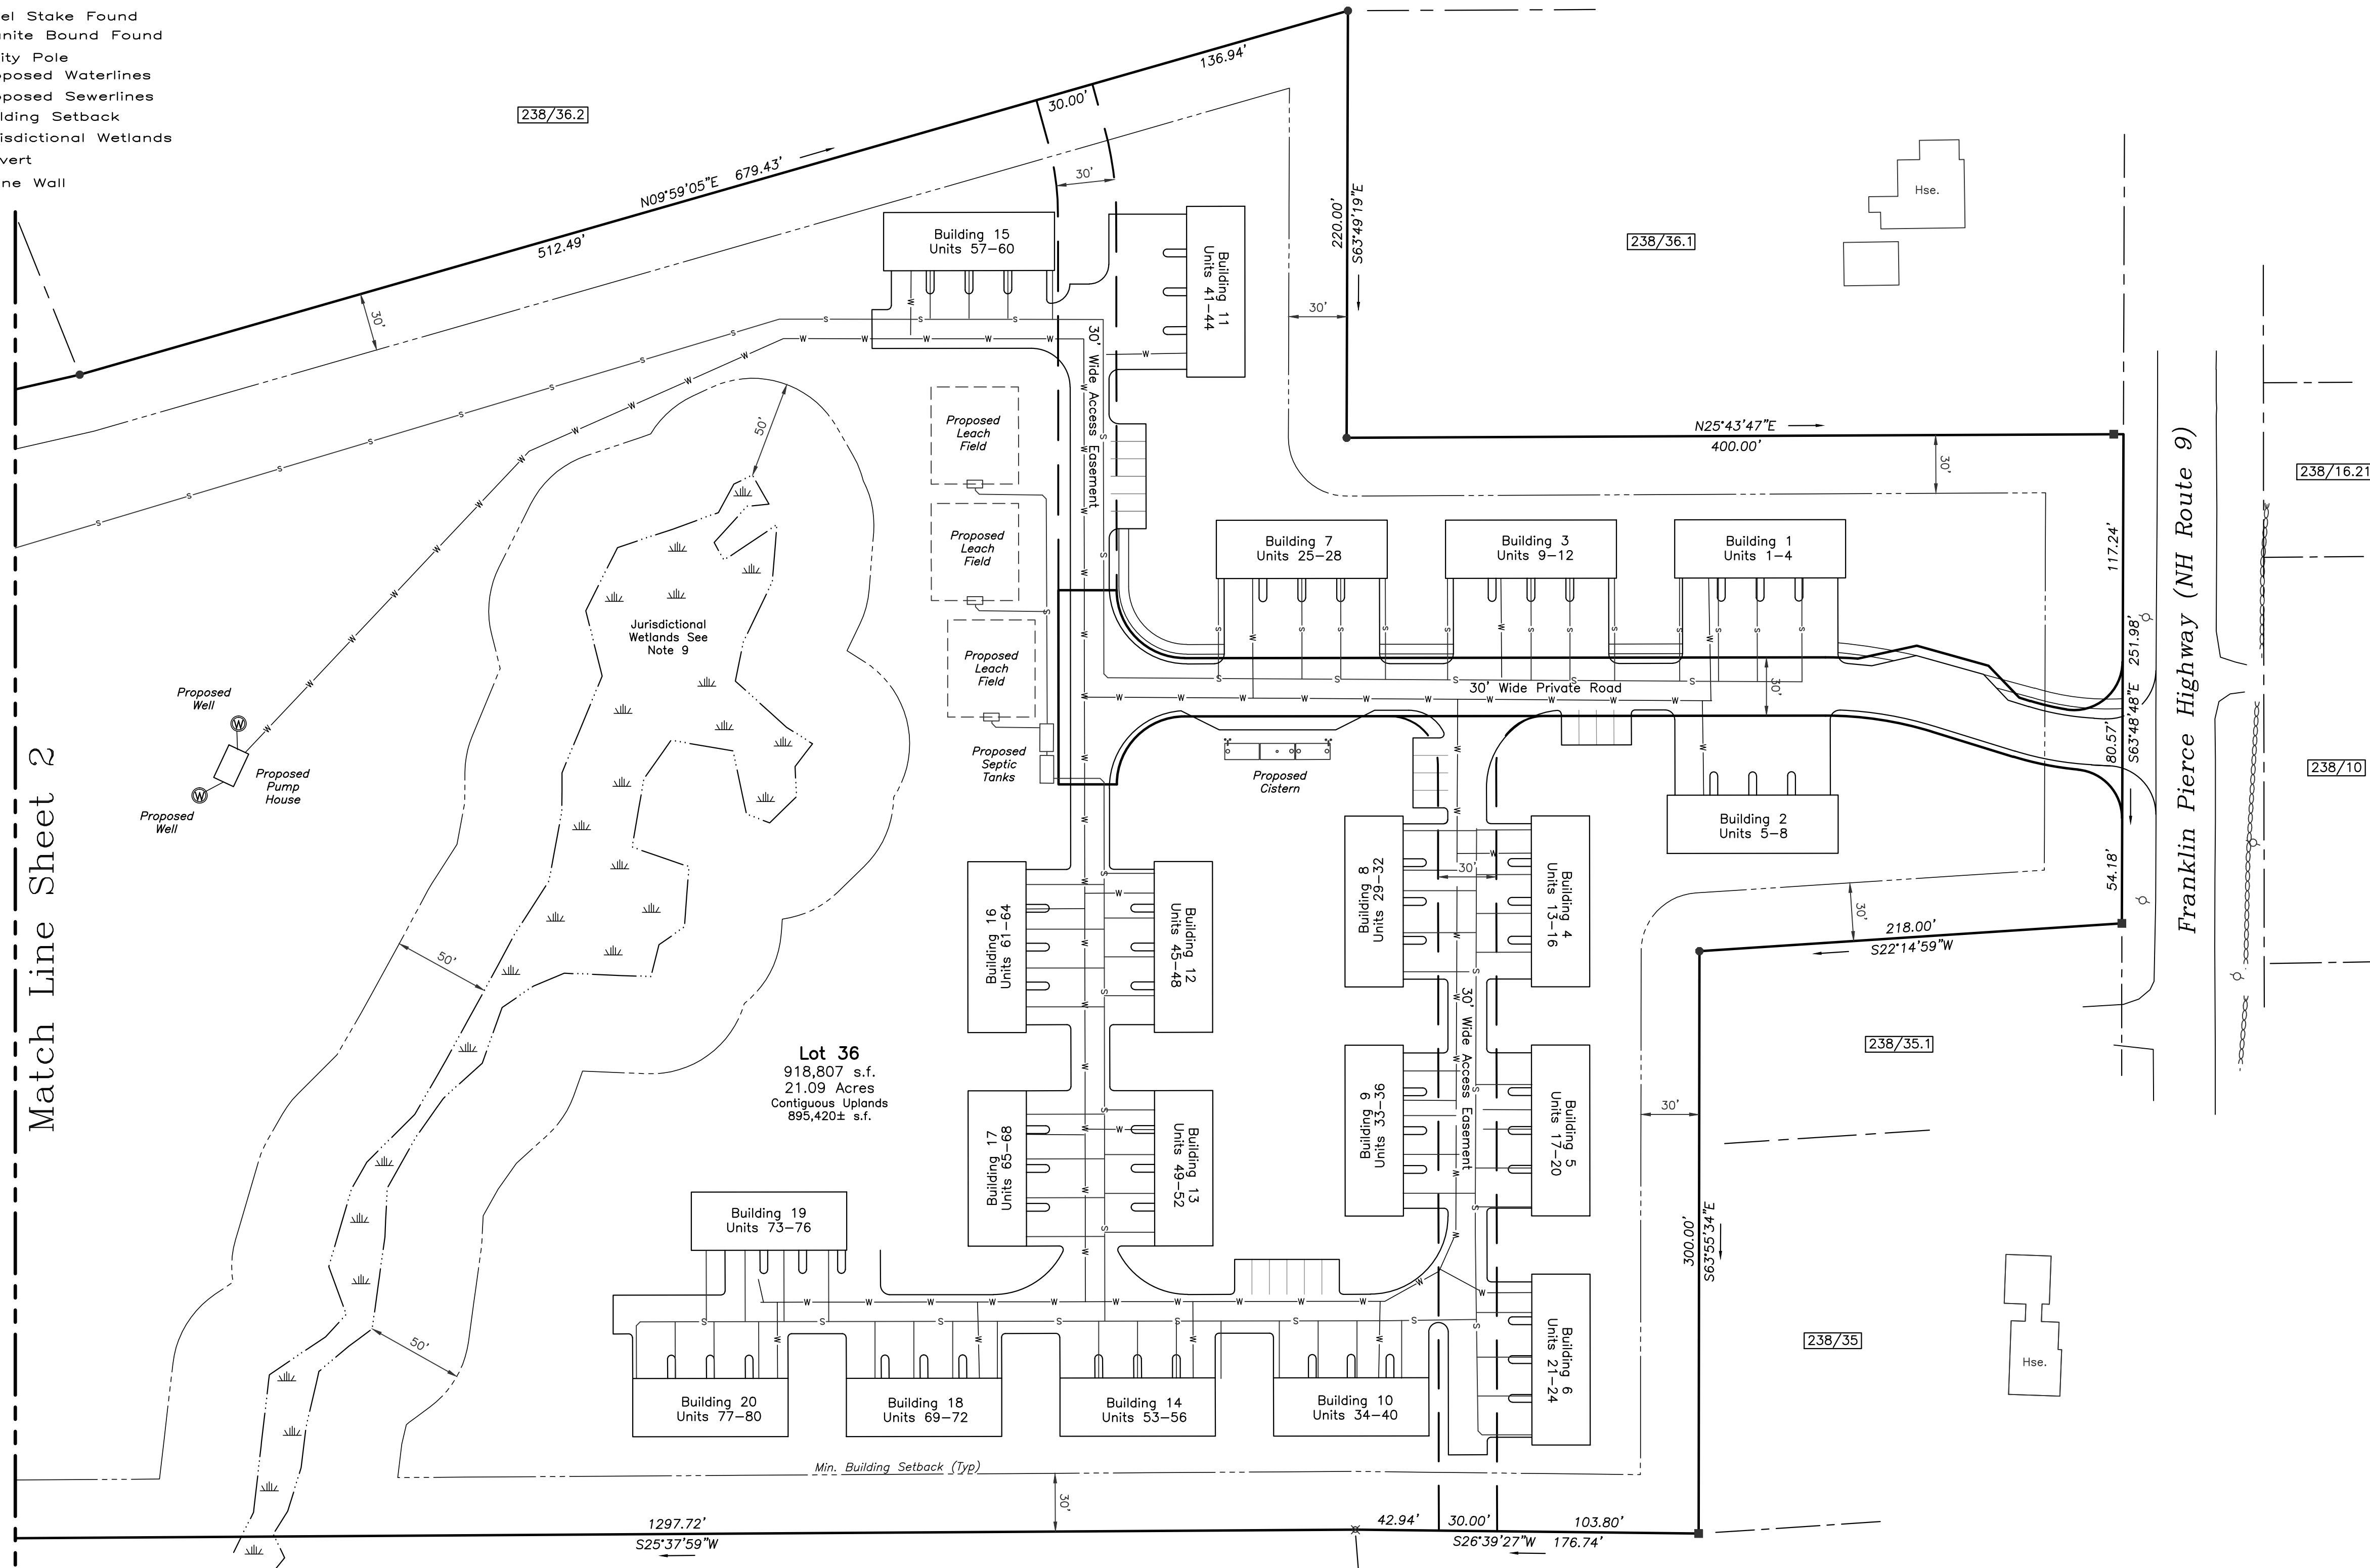 el Stake Found
nite Bound Found
ity Pole
posed Waterlines
posed Sewerlines
lding Setback
isdictional Wetlands
vert
ne Wall
238/36.2
N09°59'05"E 679.43'
512.49'
30.00'
136.94'
30'
30'
220.00'
S63°49'19"E
30'
238/36.1
Hse.
Building 15
Units 57-60
Building 11
Units 41-44
30' Wide Access Easement
N25°43'47"E
400.00'
30'
238/16.21
Franklin Pierce Highway (NH Route 9)
117.24'
251.98'
S63°48'48"E
80.57'
54.18'
238/10
50'
Proposed
Leach
Field
Proposed
Leach
Field
Proposed
Leach
Field
Building 7
Units 25-28
Building 3
Units 9-12
Building 1
Units 1-4
Jurisdictional
Wetlands See
Note 9
30' Wide Private Road
30'
Proposed
Well
Proposed
Pump
House
Proposed
Well
Proposed
Septic
Tanks
Proposed
Cistern
Building 2
Units 5-8
Match Line Sheet 2
Building 16
Units 61-64
Building 12
Units 45-48
Building 8
Units 29-32
30'
Building 4
Units 13-16
30'
218.00'
S22°14'59"W
50'
238/35.1
Lot 36
918,807 s.f.
21.09 Acres
Contiguous Uplands
895,420± s.f.
Building 17
Units 65-68
Building 13
Units 49-52
Building 9
Units 33-36
30' Wide Access Easement
Building 5
Units 17-20
30'
300.00'
S63°55'34"E
Building 19
Units 73-76
50'
238/35
Hse.
Building 20
Units 77-80
Building 18
Units 69-72
Building 14
Units 53-56
Building 10
Units 34-40
Building 6
Units 21-24
Min. Building Setback (Typ)
30'
1297.72'
S25°37'59"W
42.94'
30.00'
103.80'
S26°39'27"W 176.74'